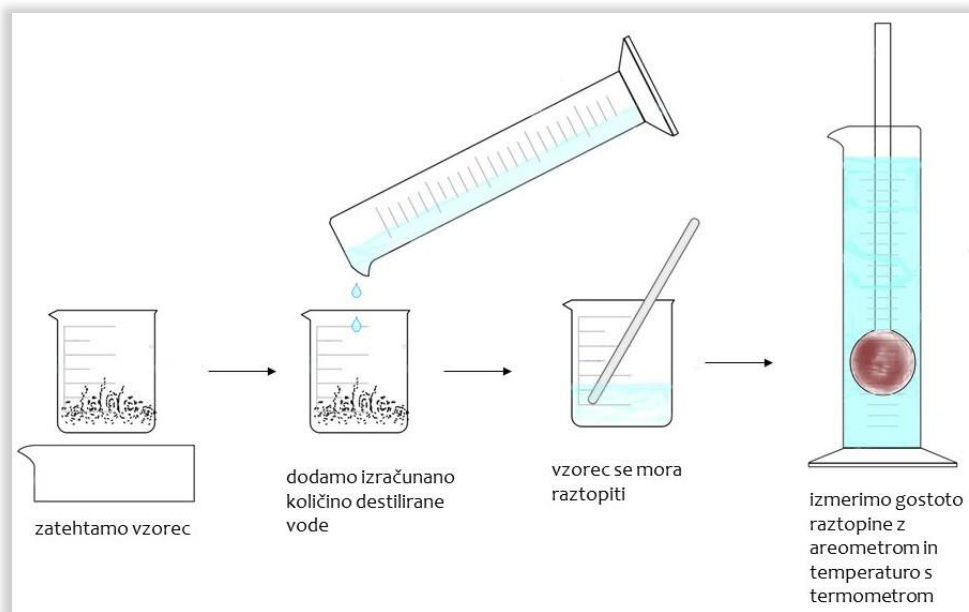 zatehtamo vzorec
dodamo izračunano
količino destilirane
vode
vzorec se mora
raztopiti
izmerimo gostoto
raztopine z
areometrom in
temperaturo s
termometrom